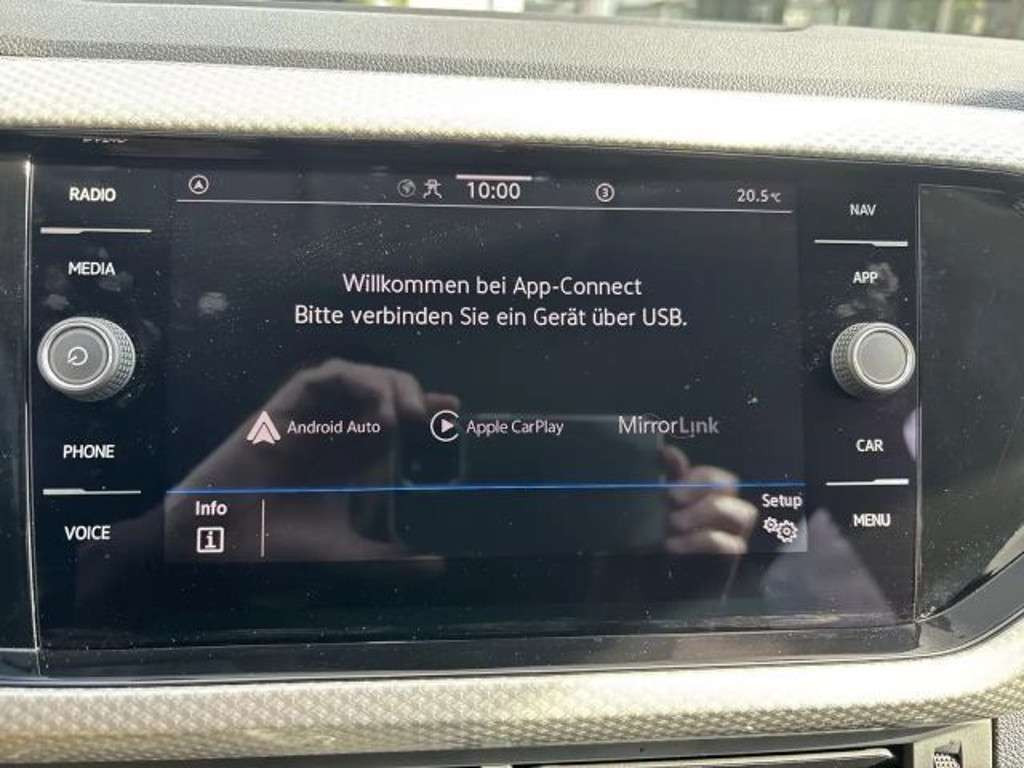 RADIO
MEDIA
PHONE
VOICE
10:00
3
20.5°C
Willkommen bei App-Connect
Bitte verbinden Sie ein Gerät über USB.
Android Auto
Apple CarPlay
MirrorLink
Info
i
Setup
NAV
APP
CAR
MENU